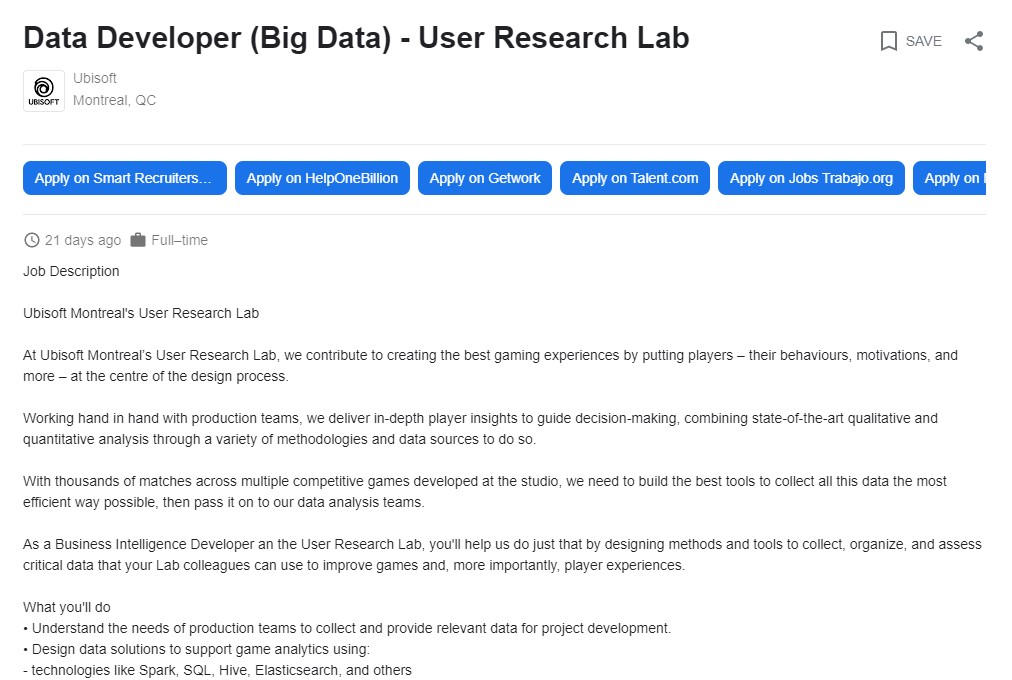 Data Developer (Big Data) - User Research Lab
SAVE
UBISOFT
Ubisoft
Montreal, QC
Apply on Smart Recruiters...
Apply on HelpOneBillion
Apply on Getwork
Apply on Talent.com
Apply on Jobs Trabajo.org
Apply on
21 days ago
Full–time
Job Description
Ubisoft Montreal's User Research Lab
At Ubisoft Montreal’s User Research Lab, we contribute to creating the best gaming experiences by putting players – their behaviours, motivations, and
more – at the centre of the design process.
Working hand in hand with production teams, we deliver in-depth player insights to guide decision-making, combining state-of-the-art qualitative and
quantitative analysis through a variety of methodologies and data sources to do so.
With thousands of matches across multiple competitive games developed at the studio, we need to build the best tools to collect all this data the most
efficient way possible, then pass it on to our data analysis teams.
As a Business Intelligence Developer an the User Research Lab, you'll help us do just that by designing methods and tools to collect, organize, and assess
critical data that your Lab colleagues can use to improve games and, more importantly, player experiences.
What you'll do
• Understand the needs of production teams to collect and provide relevant data for project development.
• Design data solutions to support game analytics using:
- technologies like Spark, SQL, Hive, Elasticsearch, and others